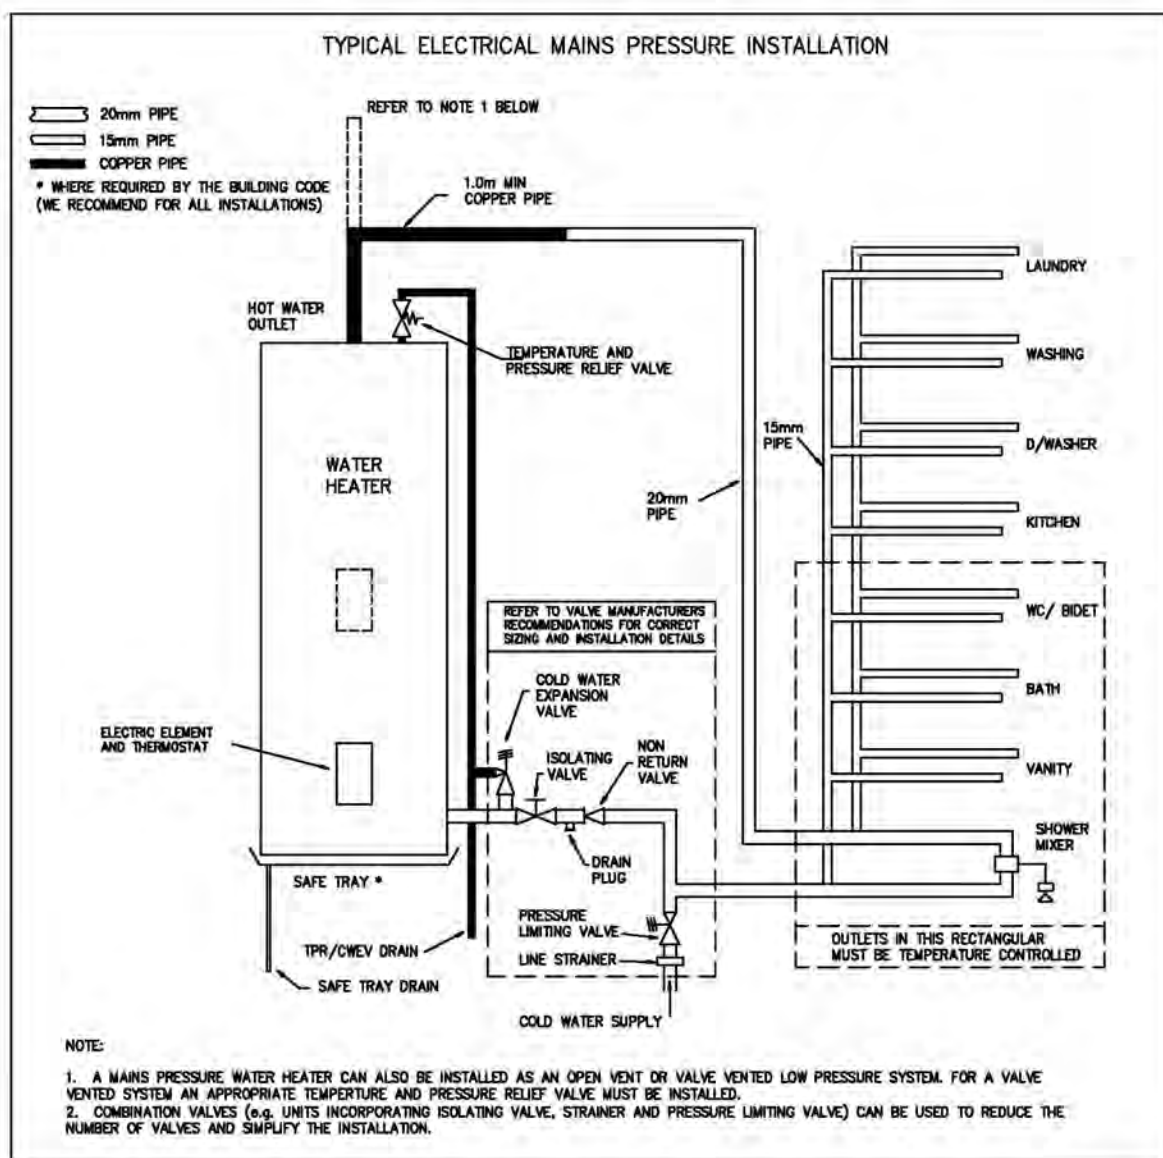 TYPICAL ELECTRICAL MAINS PRESSURE INSTALLATION
20mm PIPE
15mm PIPE
COPPER PIPE
* WHERE REQUIRED BY THE BUILDING CODE
(WE RECOMMEND FOR ALL INSTALLATIONS)
REFER TO NOTE 1 BELOW
1.0m MIN
COPPER PIPE
HOT WATER
OUTLET
TEMPERATURE AND
PRESSURE RELIEF VALVE
WATER
HEATER
15mm
PIPE
20mm
PIPE
LAUNDRY
WASHING
D/WASHER
KITCHEN
WC/ BIDET
BATH
VANITY
SHOWER
MIXER
REFER TO VALVE MANUFACTURERS
RECOMMENDATIONS FOR CORRECT
SIZING AND INSTALLATION DETAILS
COLD WATER
EXPANSION
VALVE
ISOLATING
VALVE
NON
RETURN
VALVE
ELECTRIC ELEMENT
AND THERMOSTAT
DRAIN
PLUG
SAFE TRAY *
PRESSURE
LIMITING VALVE
LINE STRAINER
TPR/CWEV DRAIN
SAFE TRAY DRAIN
COLD WATER SUPPLY
OUTLETS IN THIS RECTANGULAR
MUST BE TEMPERATURE CONTROLLED
NOTE:
1. A MAINS PRESSURE WATER HEATER CAN ALSO BE INSTALLED AS AN OPEN VENT OR VALVE VENTED LOW PRESSURE SYSTEM. FOR A VALVE
VENTED SYSTEM AN APPROPRIATE TEMPERTURE AND PRESSURE RELIEF VALVE MUST BE INSTALLED.
2. COMBINATION VALVES (e.g. UNITS INCORPORATING ISOLATING VALVE, STRAINER AND PRESSURE LIMITING VALVE) CAN BE USED TO REDUCE THE
NUMBER OF VALVES AND SIMPLIFY THE INSTALLATION.